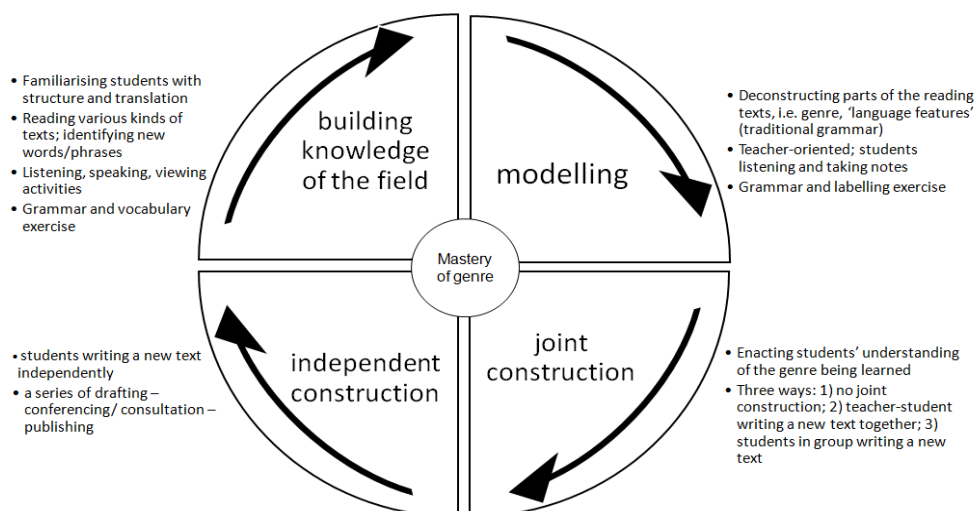 • Familiarising students with
structure and translation
• Reading various kinds of
texts; identifying new
words/phrases
• Listening, speaking, viewing
activities
• Grammar and vocabulary
exercise
building
knowledge
of the field
modelling
• Deconstructing parts of the reading
texts, i.e. genre, ‘language features’
(traditional grammar)
• Teacher-oriented; students
listening and taking notes
• Grammar and labelling exercise
Mastery
of genre
• students writing a new text
independently
• a series of drafting –
conferencing/ consultation –
publishing
independent
construction
joint
construction
• Enacting students’ understanding
of the genre being learned
• Three ways: 1) no joint
construction; 2) teacher-student
writing a new text together; 3)
students in group writing a new
text